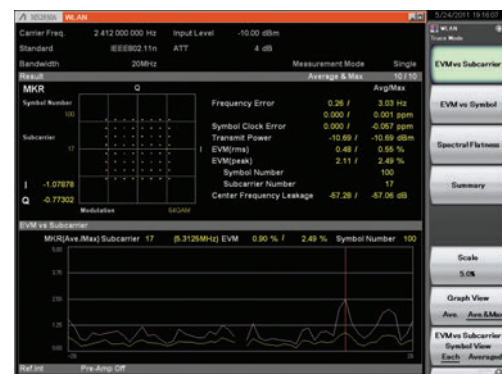 MX269911A WLAN 5/24/2011 19:16:07
WLAN
Trace Mode
Carrier Freq. 2 412 000 000 Hz Input Level -10.00 dBm
Standard IEEE802.11n ATT 4 dB
Bandwidth 20MHz Measurement Mode Single
Result Average & Max 10/10
MKR Q Avg/Max
Symbol Number 100
Subcarrier 17 I
I -1.07878
Q -0.77302
Modulation 64QAM
Frequency Error 0.26 / 3.03 Hz
0.000 / 0.001 ppm
Symbol Clock Error 0.000 / -0.057 ppm
Transmit Power -10.69 / -10.69 dBm
EVM(rms) 0.48 / 0.55 %
EVM(peak) 2.11 / 2.49 %
Symbol Number 100
Subcarrier Number 17
Center Frequency Leakage -57.28 / -57.06 dB
EVM vs Subcarrier
MKR[Ave./Max] Subcarrier 17 (5.3125MHz) EVM 0.90 % / 2.49 % Symbol Number 100
5.00
3.75
2.50
1.25
0.00
-28 28
Ref.Int Pre-Amp Off
EVM vs Subcarrier
EVM vs Symbol
Spectral Flatness
Summary
Scale
5.0%
Graph View
Ave. Ave.&Max
EVM vs Subcarrier
Symbol View
Each Averaged